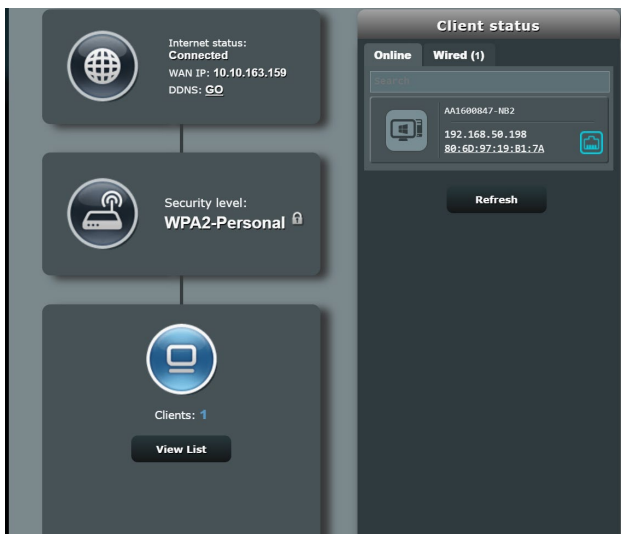 Internet status:
Connected
WAN IP: 10.10.163.159
DDNS: GO
Security level:
WPA2-Personal
Clients: 1
View List
Client status
Online
Wired (1)
Search
AA1600847-NB2
192.168.50.198
80:6D:97:19:B1:7A
Refresh